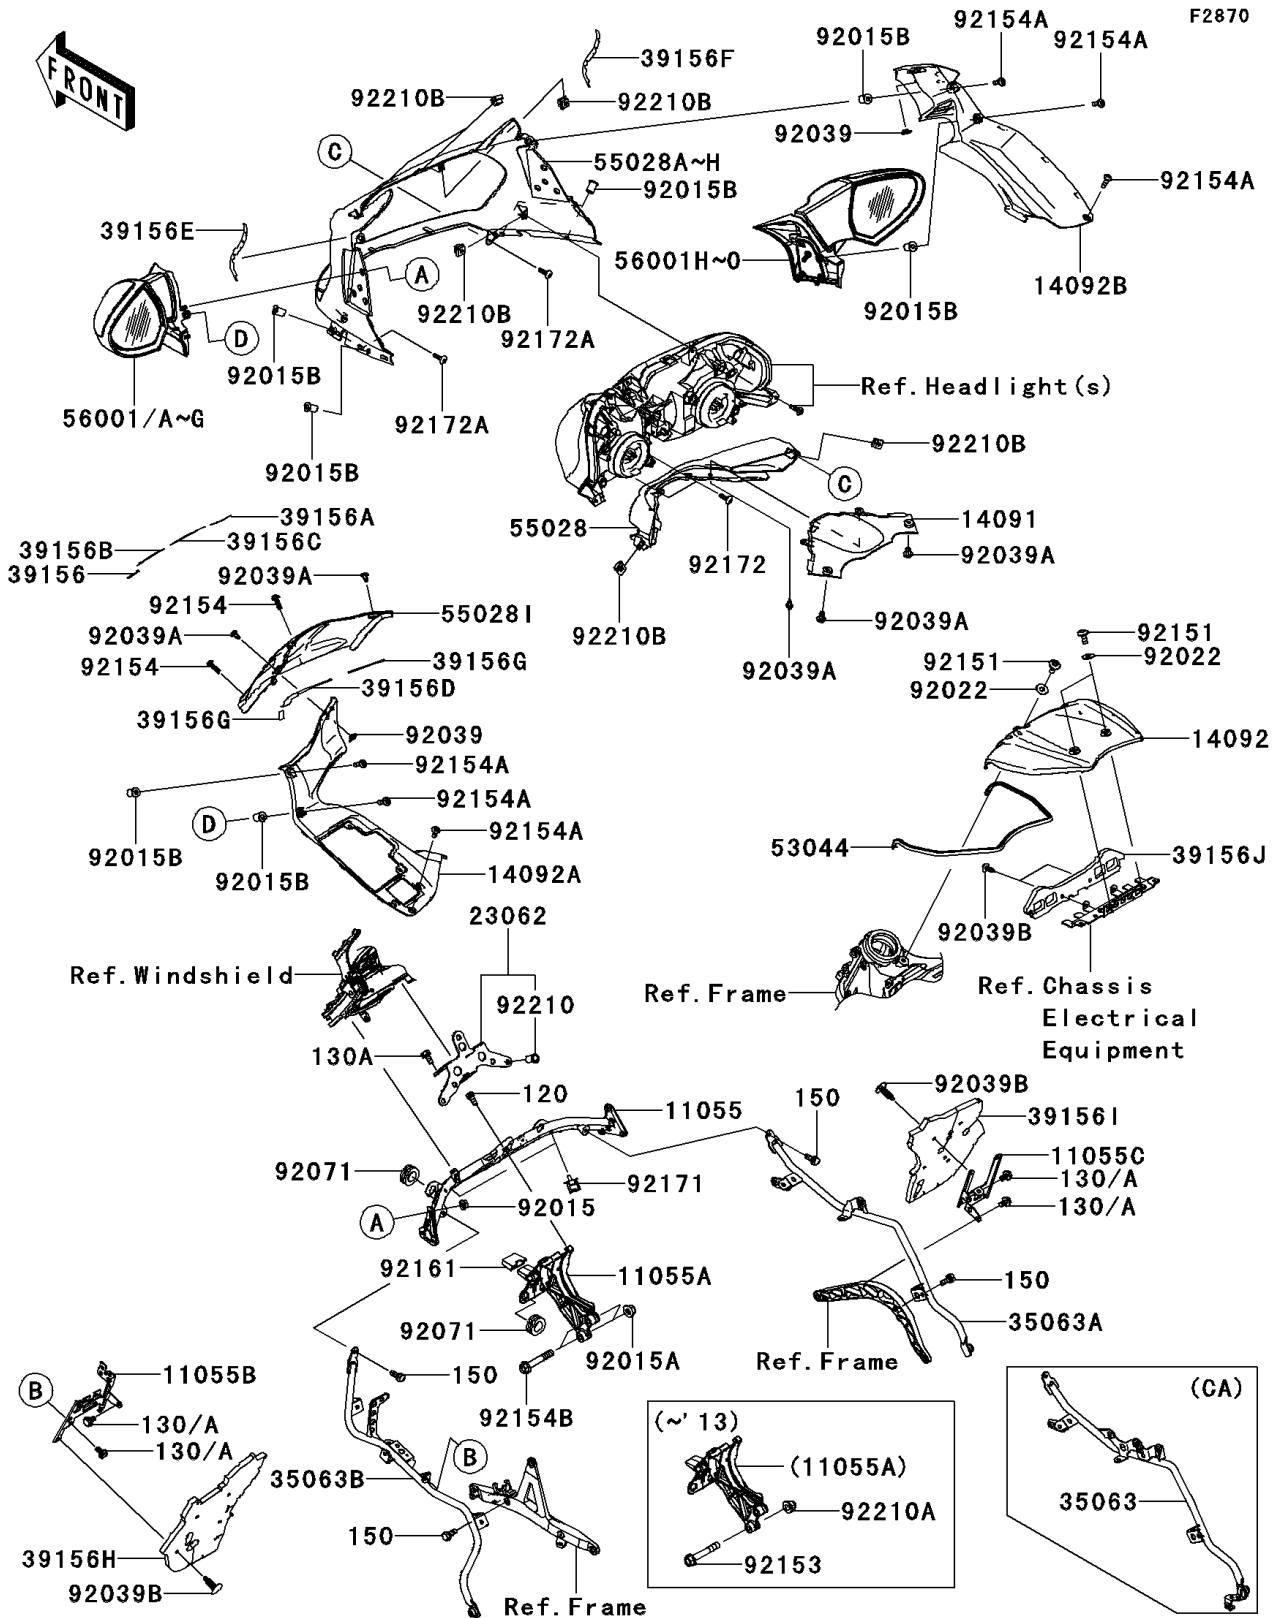 F2870
FRONT
92154A
92015B
92154A
39156F
92210B
92210B
92039
C
55028A~H
92015B
92154A
39156E
56001H~O
A
14092B
92210B
92015B
D
92172A
92015B
Ref.Headlight(s)
56001/A~G
92172A
92210B
92015B
C
39156A
55028
14091
39156C
39156B
92172
92039A
39156
92039A
92154
55028I
92210B
92039A
92151
92039A
92151
92022
92154
39156G
92039A
92022
39156D
39156G
92039
14092
92154A
92154A
D
92154A
53044
39156J
92015B
92015B
14092A
23062
92039B
Ref.Windshield
Ref.Frame
Ref.Chassis
Electrical
Equipment
92210
130A
92039B
120
11055
150
39156I
92071
11055C
130/A
92171
92015
130/A
A
92161
11055A
150
92071
35063A
92015A
Ref.Frame
11055B
150
B
(CA)
92154B
(~'13)
130/A
130/A
B
(11055A)
35063B
35063
92210A
150
39156H
92153
92039B
Ref.Frame